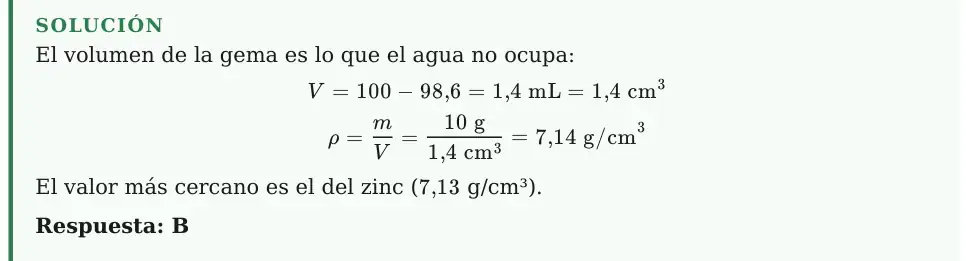 SOLUCIÓN
El volumen de la gema es lo que el agua no ocupa:
V = 100 − 98,6 = 1,4 mL = 1,4 cm³
ρ = m/V = 10 g/1,4 cm³ = 7,14 g/cm³
El valor más cercano es el del zinc (7,13 g/cm³).
Respuesta: B